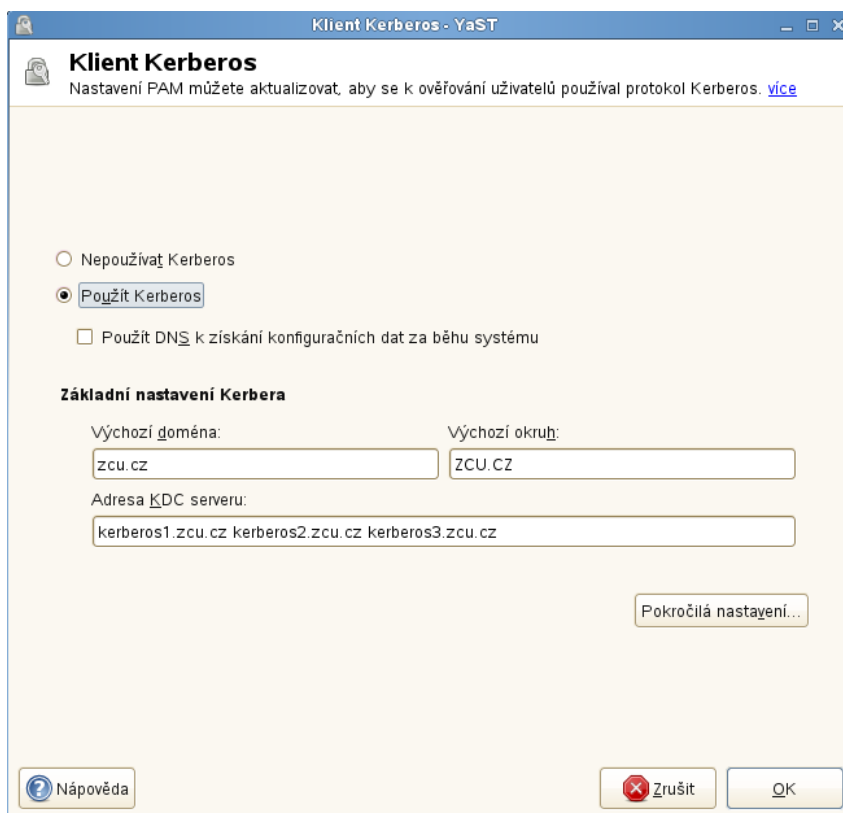 Klient Kerberos - YaST
Klient Kerberos
Nastavení PAM můžete aktualizovat, aby se k ověřování uživatelů používal protokol Kerberos. více
Nepoužívat Kerberos
Použít Kerberos
Použít DNS k získání konfiguračních dat za běhu systému
Základní nastavení Kerbera
Výchozí doména: Výchozí okruh:
zcu.cz ZCU.CZ
Adresa KDC serveru:
kerberos1.zcu.cz kerberos2.zcu.cz kerberos3.zcu.cz
Pokročilá nastavení...
Nápověda Zrušit OK